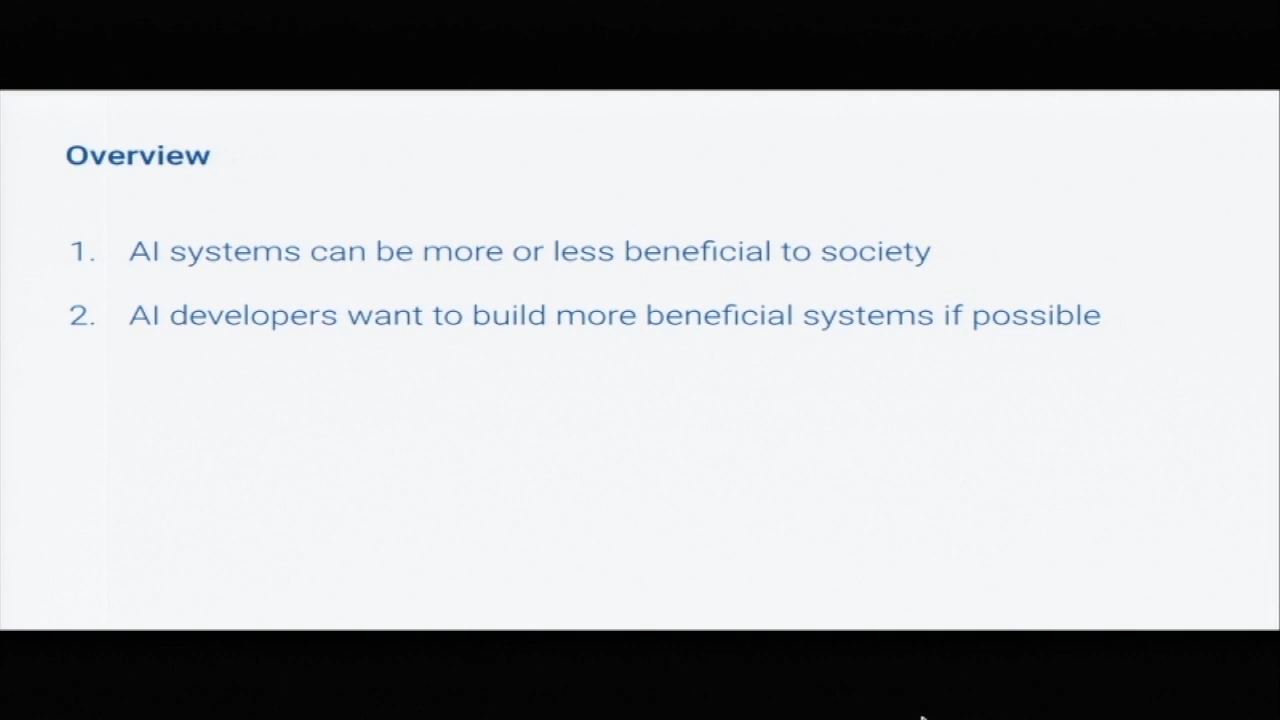 Overview
1. AI systems can be more or less beneficial to society
2. AI developers want to build more beneficial systems if possible